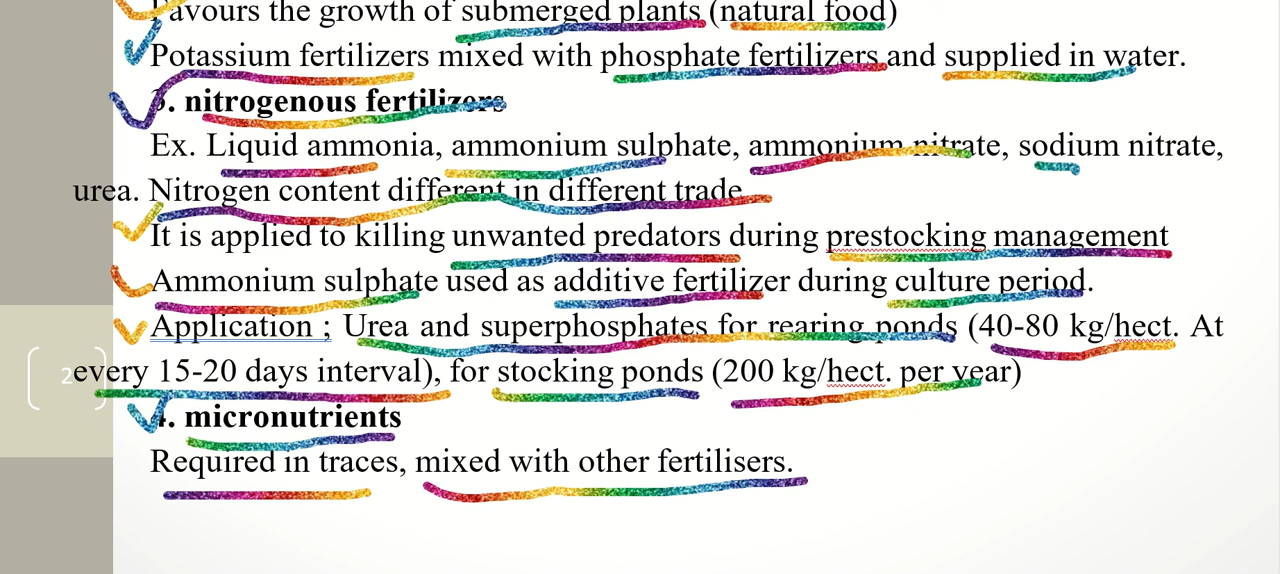 Favours the growth of submerged plants (natural food)
Potassium fertilizers mixed with phosphate fertilizers and supplied in water.
3. nitrogenous fertilizers
Ex. Liquid ammonia, ammonium sulphate, ammonium nitrate, sodium nitrate,
urea. Nitrogen content different in different trade
It is applied to killing unwanted predators during prestocking management
Ammonium sulphate used as additive fertilizer during culture period.
Application ; Urea and superphosphates for rearing ponds (40-80 kg/hect. At
every 15-20 days interval), for stocking ponds (200 kg/hect. per year)
4. micronutrients
Required in traces, mixed with other fertilisers.